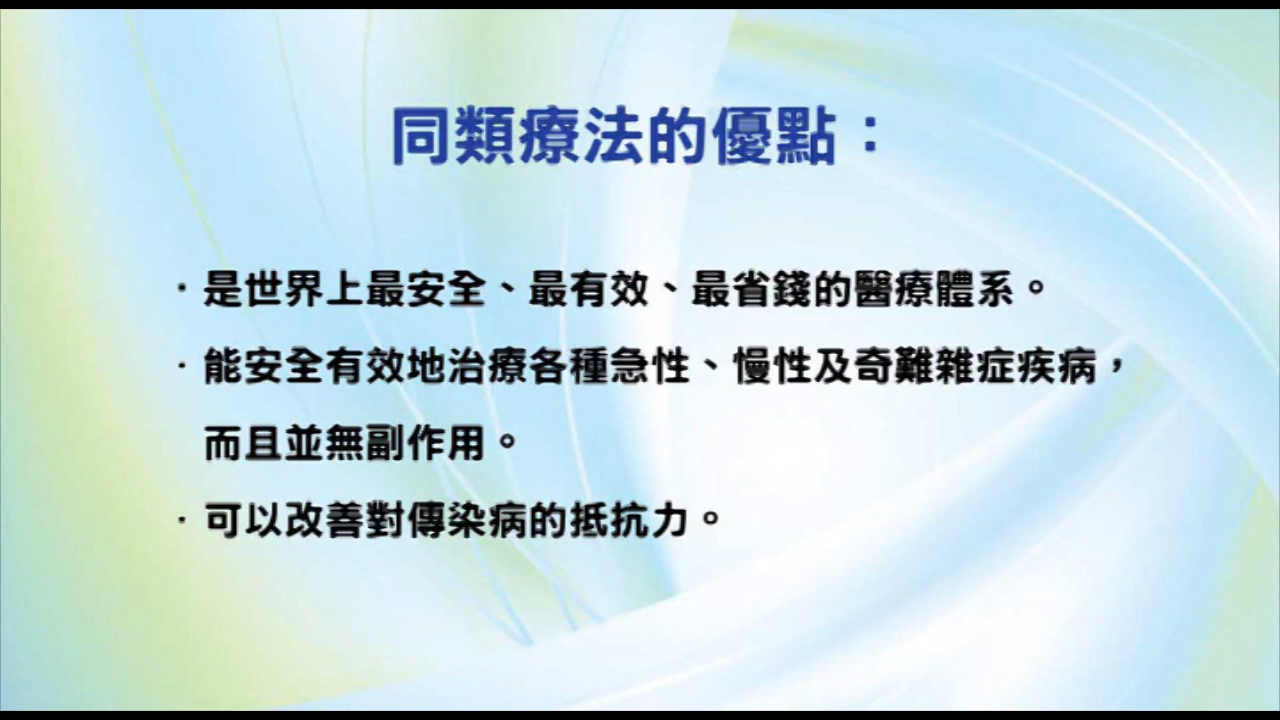 同類療法的優點：
·是世界上最安全、最有效、最省錢的醫療體系。
·能安全有效地治療各種急性、慢性及奇難雜症疾病，
而且並無副作用。
·可以改善對傳染病的抵抗力。